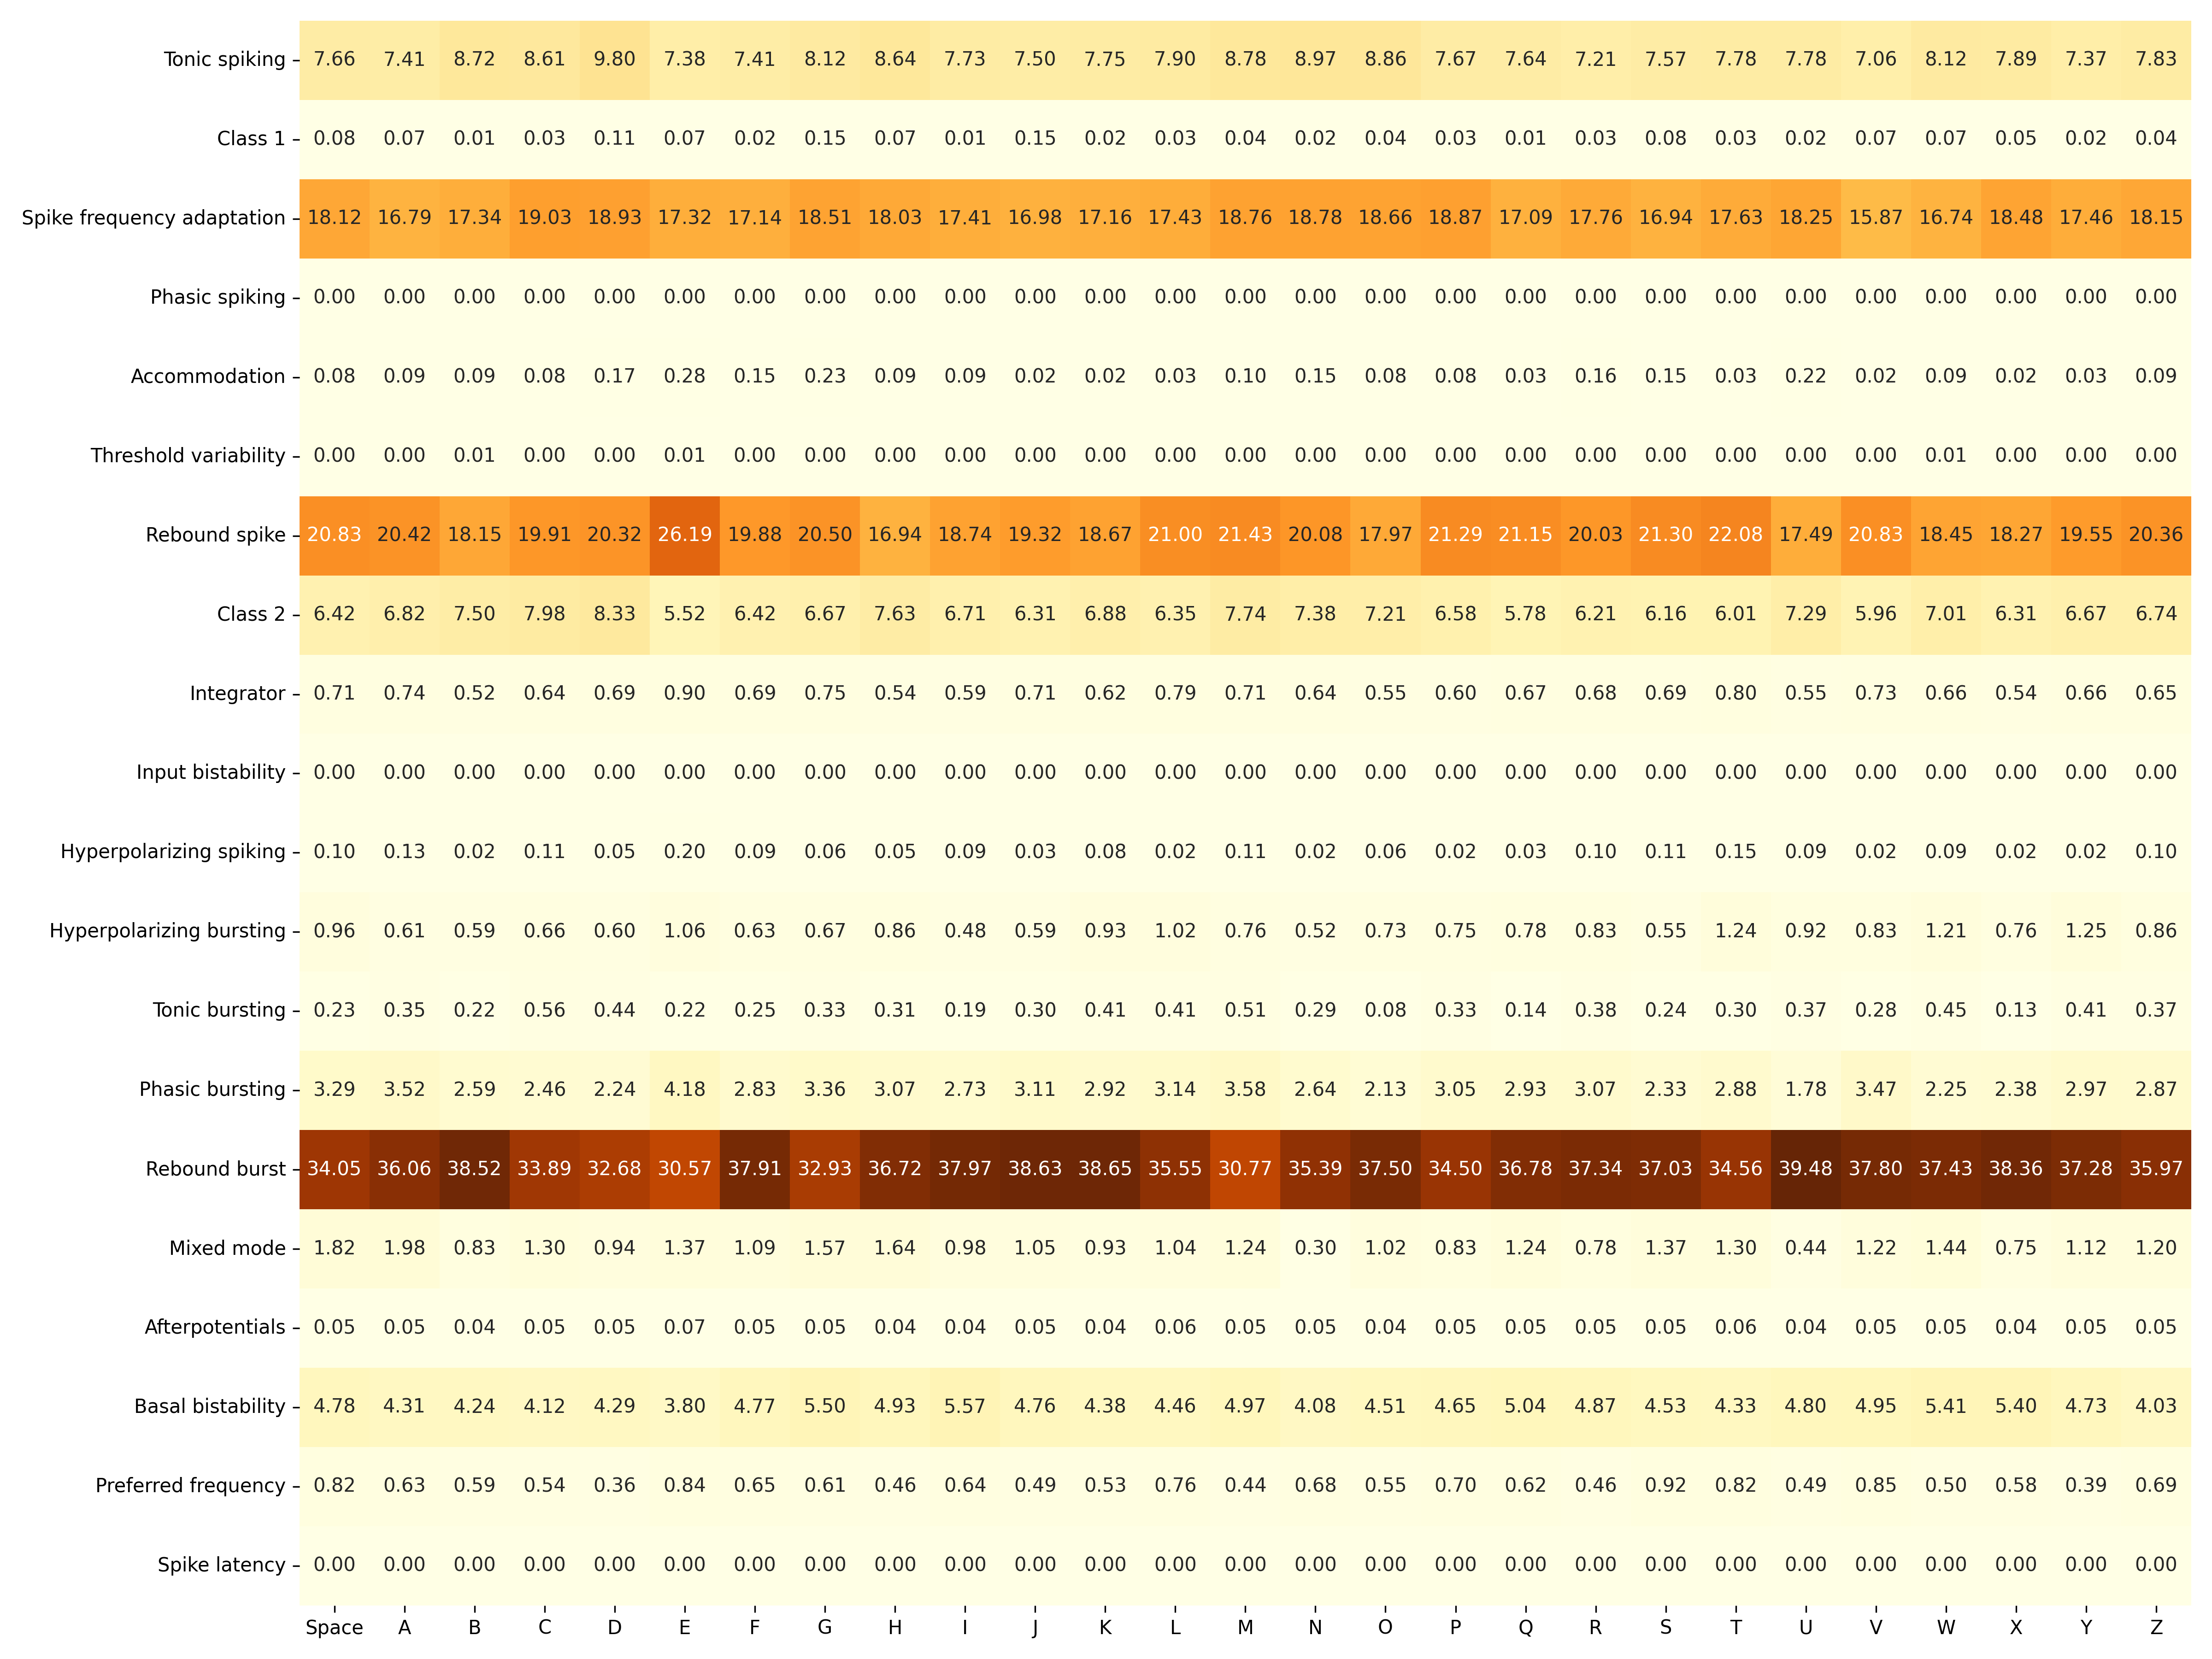 Tonic spiking 7.66 7.41 8.72 8.61 9.80 7.38 7.41 8.12 8.64 7.73 7.50 7.75 7.90 8.78 8.97 8.86 7.67 7.64 7.21 7.57 7.78 7.78 7.06 8.12 7.89 7.37 7.83
Class 1 0.08 0.07 0.01 0.03 0.11 0.07 0.02 0.15 0.07 0.01 0.15 0.02 0.03 0.04 0.02 0.04 0.03 0.01 0.03 0.08 0.03 0.02 0.07 0.07 0.05 0.02 0.04
Spike frequency adaptation 18.12 16.79 17.34 19.03 18.93 17.32 17.14 18.51 18.03 17.41 16.98 17.16 17.43 18.76 18.78 18.66 18.87 17.09 17.76 16.94 17.63 18.25 15.87 16.74 18.48 17.46 18.15
Phasic spiking 0.00 0.00 0.00 0.00 0.00 0.00 0.00 0.00 0.00 0.00 0.00 0.00 0.00 0.00 0.00 0.00 0.00 0.00 0.00 0.00 0.00 0.00 0.00 0.00 0.00 0.00 0.00
Accommodation 0.08 0.09 0.09 0.08 0.17 0.28 0.15 0.23 0.09 0.09 0.02 0.02 0.03 0.10 0.15 0.08 0.08 0.03 0.16 0.15 0.03 0.22 0.02 0.09 0.02 0.03 0.09
Threshold variability 0.00 0.00 0.01 0.00 0.00 0.01 0.00 0.00 0.00 0.00 0.00 0.00 0.00 0.00 0.00 0.00 0.00 0.00 0.00 0.00 0.00 0.00 0.00 0.01 0.00 0.00 0.00
Rebound spike 20.83 20.42 18.15 19.91 20.32 26.19 19.88 20.50 16.94 18.74 19.32 18.67 21.00 21.43 20.08 17.97 21.29 21.15 20.03 21.30 22.08 17.49 20.83 18.45 18.27 19.55 20.36
Class 2 6.42 6.82 7.50 7.98 8.33 5.52 6.42 6.67 7.63 6.71 6.31 6.88 6.35 7.74 7.38 7.21 6.58 5.78 6.21 6.16 6.01 7.29 5.96 7.01 6.31 6.67 6.74
Integrator 0.71 0.74 0.52 0.64 0.69 0.90 0.69 0.75 0.54 0.59 0.71 0.62 0.79 0.71 0.64 0.55 0.60 0.67 0.68 0.69 0.80 0.55 0.73 0.66 0.54 0.66 0.65
Input bistability 0.00 0.00 0.00 0.00 0.00 0.00 0.00 0.00 0.00 0.00 0.00 0.00 0.00 0.00 0.00 0.00 0.00 0.00 0.00 0.00 0.00 0.00 0.00 0.00 0.00 0.00 0.00
Hyperpolarizing spiking 0.10 0.13 0.02 0.11 0.05 0.20 0.09 0.06 0.05 0.09 0.03 0.08 0.02 0.11 0.02 0.06 0.02 0.03 0.10 0.11 0.15 0.09 0.02 0.09 0.02 0.02 0.10
Hyperpolarizing bursting 0.96 0.61 0.59 0.66 0.60 1.06 0.63 0.67 0.86 0.48 0.59 0.93 1.02 0.76 0.52 0.73 0.75 0.78 0.83 0.55 1.24 0.92 0.83 1.21 0.76 1.25 0.86
Tonic bursting 0.23 0.35 0.22 0.56 0.44 0.22 0.25 0.33 0.31 0.19 0.30 0.41 0.41 0.51 0.29 0.08 0.33 0.14 0.38 0.24 0.30 0.37 0.28 0.45 0.13 0.41 0.37
Phasic bursting 3.29 3.52 2.59 2.46 2.24 4.18 2.83 3.36 3.07 2.73 3.11 2.92 3.14 3.58 2.64 2.13 3.05 2.93 3.07 2.33 2.88 1.78 3.47 2.25 2.38 2.97 2.87
Rebound burst 34.05 36.06 38.52 33.89 32.68 30.57 37.91 32.93 36.72 37.97 38.63 38.65 35.55 30.77 35.39 37.50 34.50 36.78 37.34 37.03 34.56 39.48 37.80 37.43 38.36 37.28 35.97
Mixed mode 1.82 1.98 0.83 1.30 0.94 1.37 1.09 1.57 1.64 0.98 1.05 0.93 1.04 1.24 0.30 1.02 0.83 1.24 0.78 1.37 1.30 0.44 1.22 1.44 0.75 1.12 1.20
Afterpotentials 0.05 0.05 0.04 0.05 0.05 0.07 0.05 0.05 0.04 0.04 0.05 0.04 0.06 0.05 0.05 0.04 0.05 0.05 0.05 0.05 0.06 0.04 0.05 0.05 0.04 0.05 0.05
Basal bistability 4.78 4.31 4.24 4.12 4.29 3.80 4.77 5.50 4.93 5.57 4.76 4.38 4.46 4.97 4.08 4.51 4.65 5.04 4.87 4.53 4.33 4.80 4.95 5.41 5.40 4.73 4.03
Preferred frequency 0.82 0.63 0.59 0.54 0.36 0.84 0.65 0.61 0.46 0.64 0.49 0.53 0.76 0.44 0.68 0.55 0.70 0.62 0.46 0.92 0.82 0.49 0.85 0.50 0.58 0.39 0.69
Spike latency 0.00 0.00 0.00 0.00 0.00 0.00 0.00 0.00 0.00 0.00 0.00 0.00 0.00 0.00 0.00 0.00 0.00 0.00 0.00 0.00 0.00 0.00 0.00 0.00 0.00 0.00 0.00
Space A B C D E F G H I J K L M N O P Q R S T U V W X Y Z